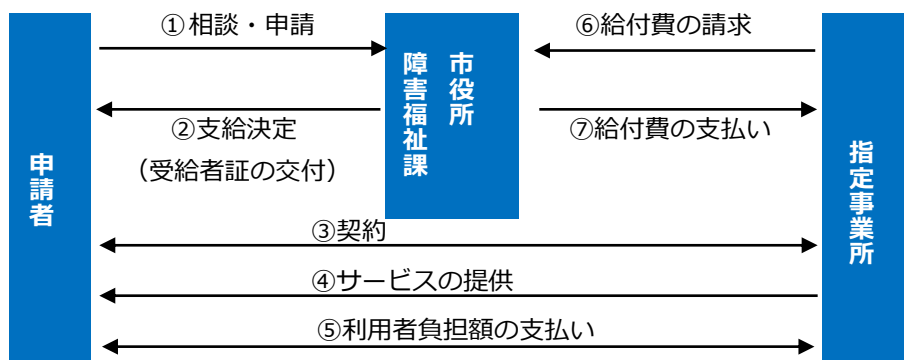 ①相談・申請
⑥給付費の請求
市役所
障害福祉課
②支給決定
（受給者証の交付）
⑦給付費の支払い
申請者
指定事業所
③契約
④サービスの提供
⑤利用者負担額の支払い